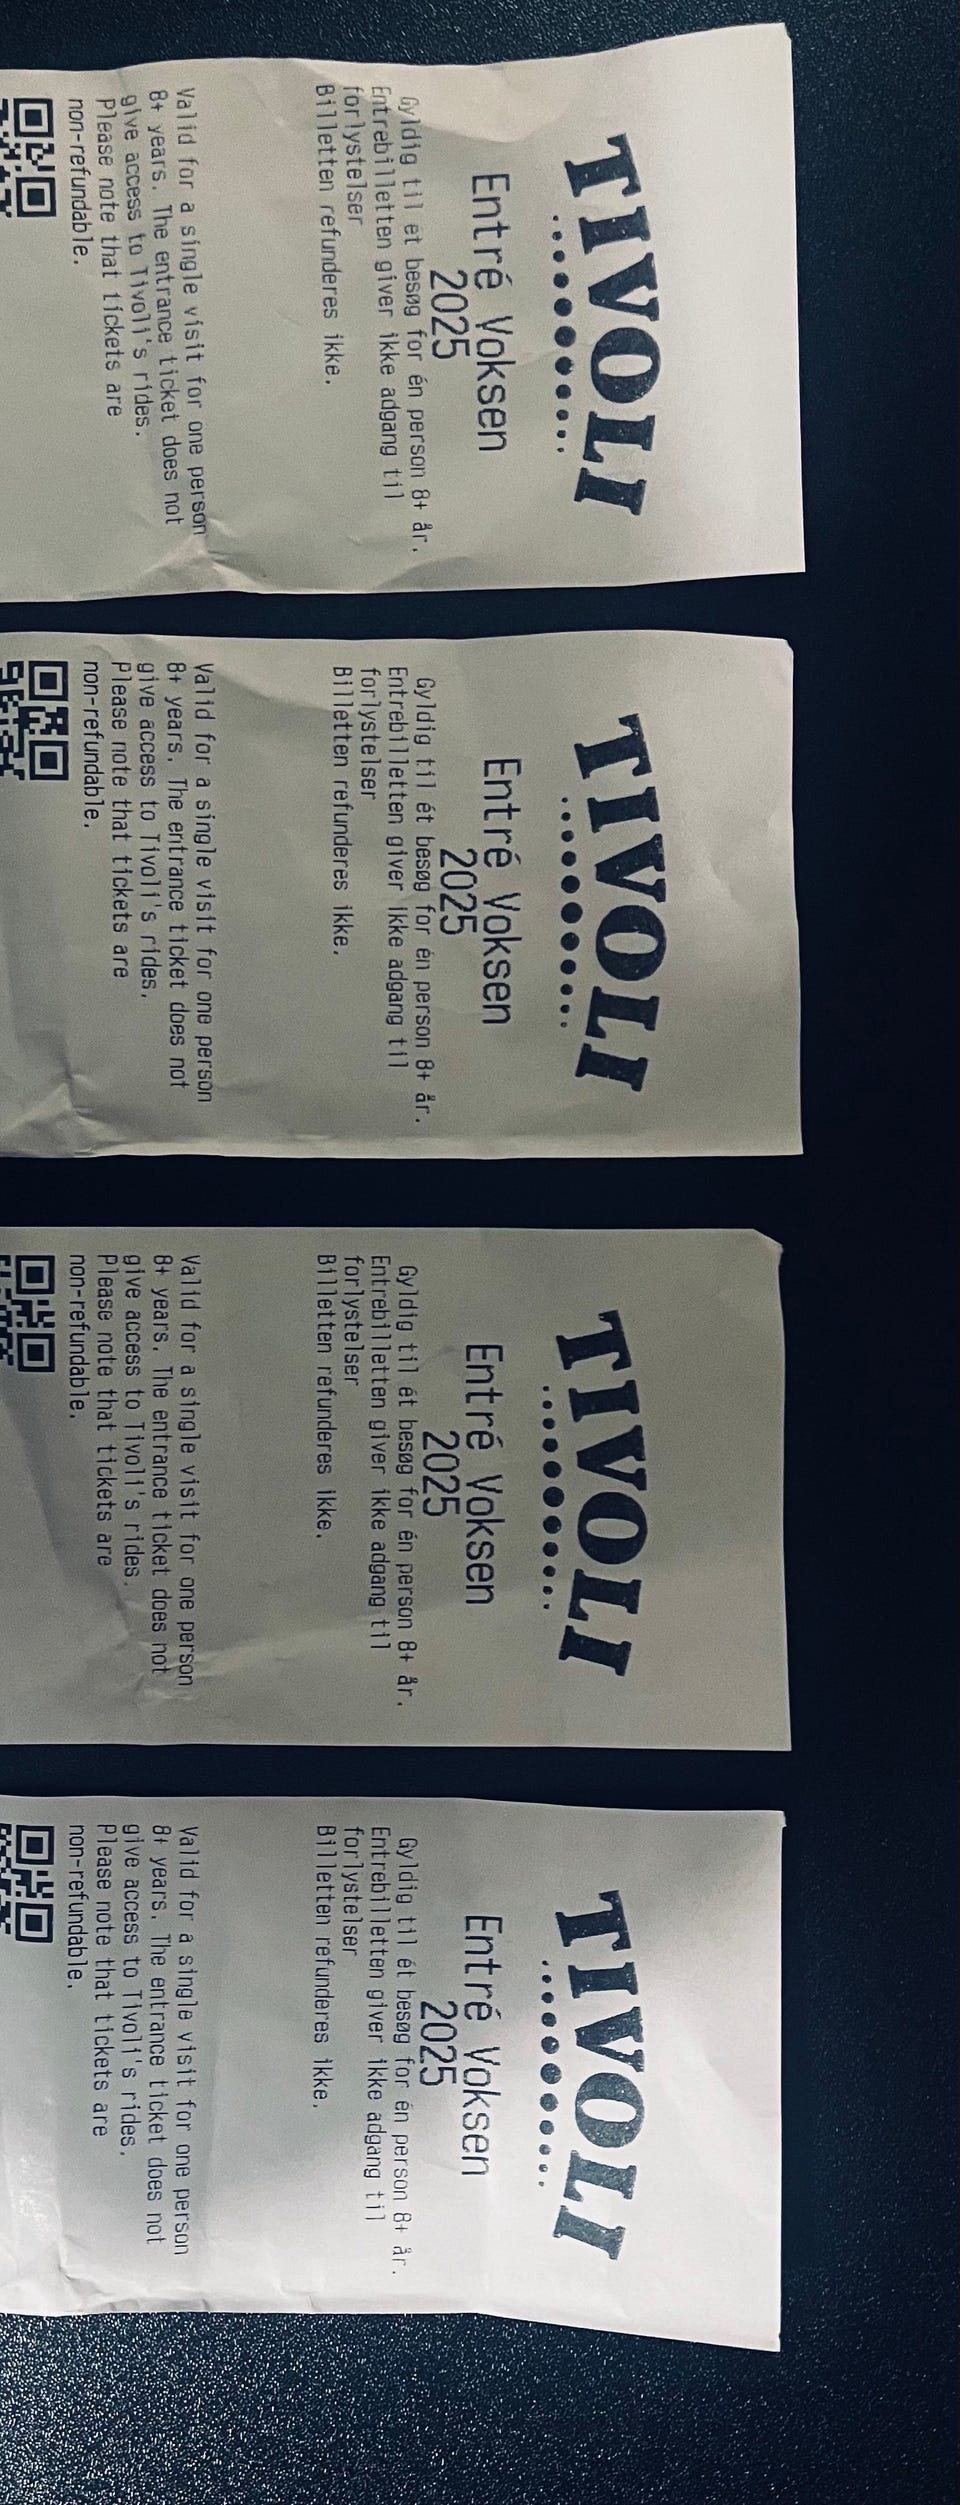 TIVOLI
Entré Voksen
2025
Gyldig til ét besøg for én person 8+ år.
Entrebilletten giver ikke adgang til
forlystelser
Billetten refunderes ikke.
Valid for a single visit for one person
8+ years. The entrance ticket does not
give access to Tivoli's rides.
Please note that tickets are
non-refundable.
TIVOLI
Entré Voksen
2025
Gyldig til ét besøg for én person 8+ år.
Entrebilletten giver ikke adgang til
forlystelser
Billetten refunderes ikke.
Valid for a single visit for one person
8+ years. The entrance ticket does not
give access to Tivoli's rides.
Please note that tickets are
non-refundable.
TIVOLI
Entré Voksen
2025
Gyldig til ét besøg for én person 8+ år.
Entrebilletten giver ikke adgang til
forlystelser
Billetten refunderes ikke.
Valid for a single visit for one person
8+ years. The entrance ticket does not
give access to Tivoli's rides.
Please note that tickets are
non-refundable.
TIVOLI
Entré Voksen
2025
Gyldig til ét besøg for én person 8+ år.
Entrebilletten giver ikke adgang til
forlystelser
Billetten refunderes ikke.
Valid for a single visit for one person
8+ years. The entrance ticket does not
give access to Tivoli's rides.
Please note that tickets are
non-refundable.